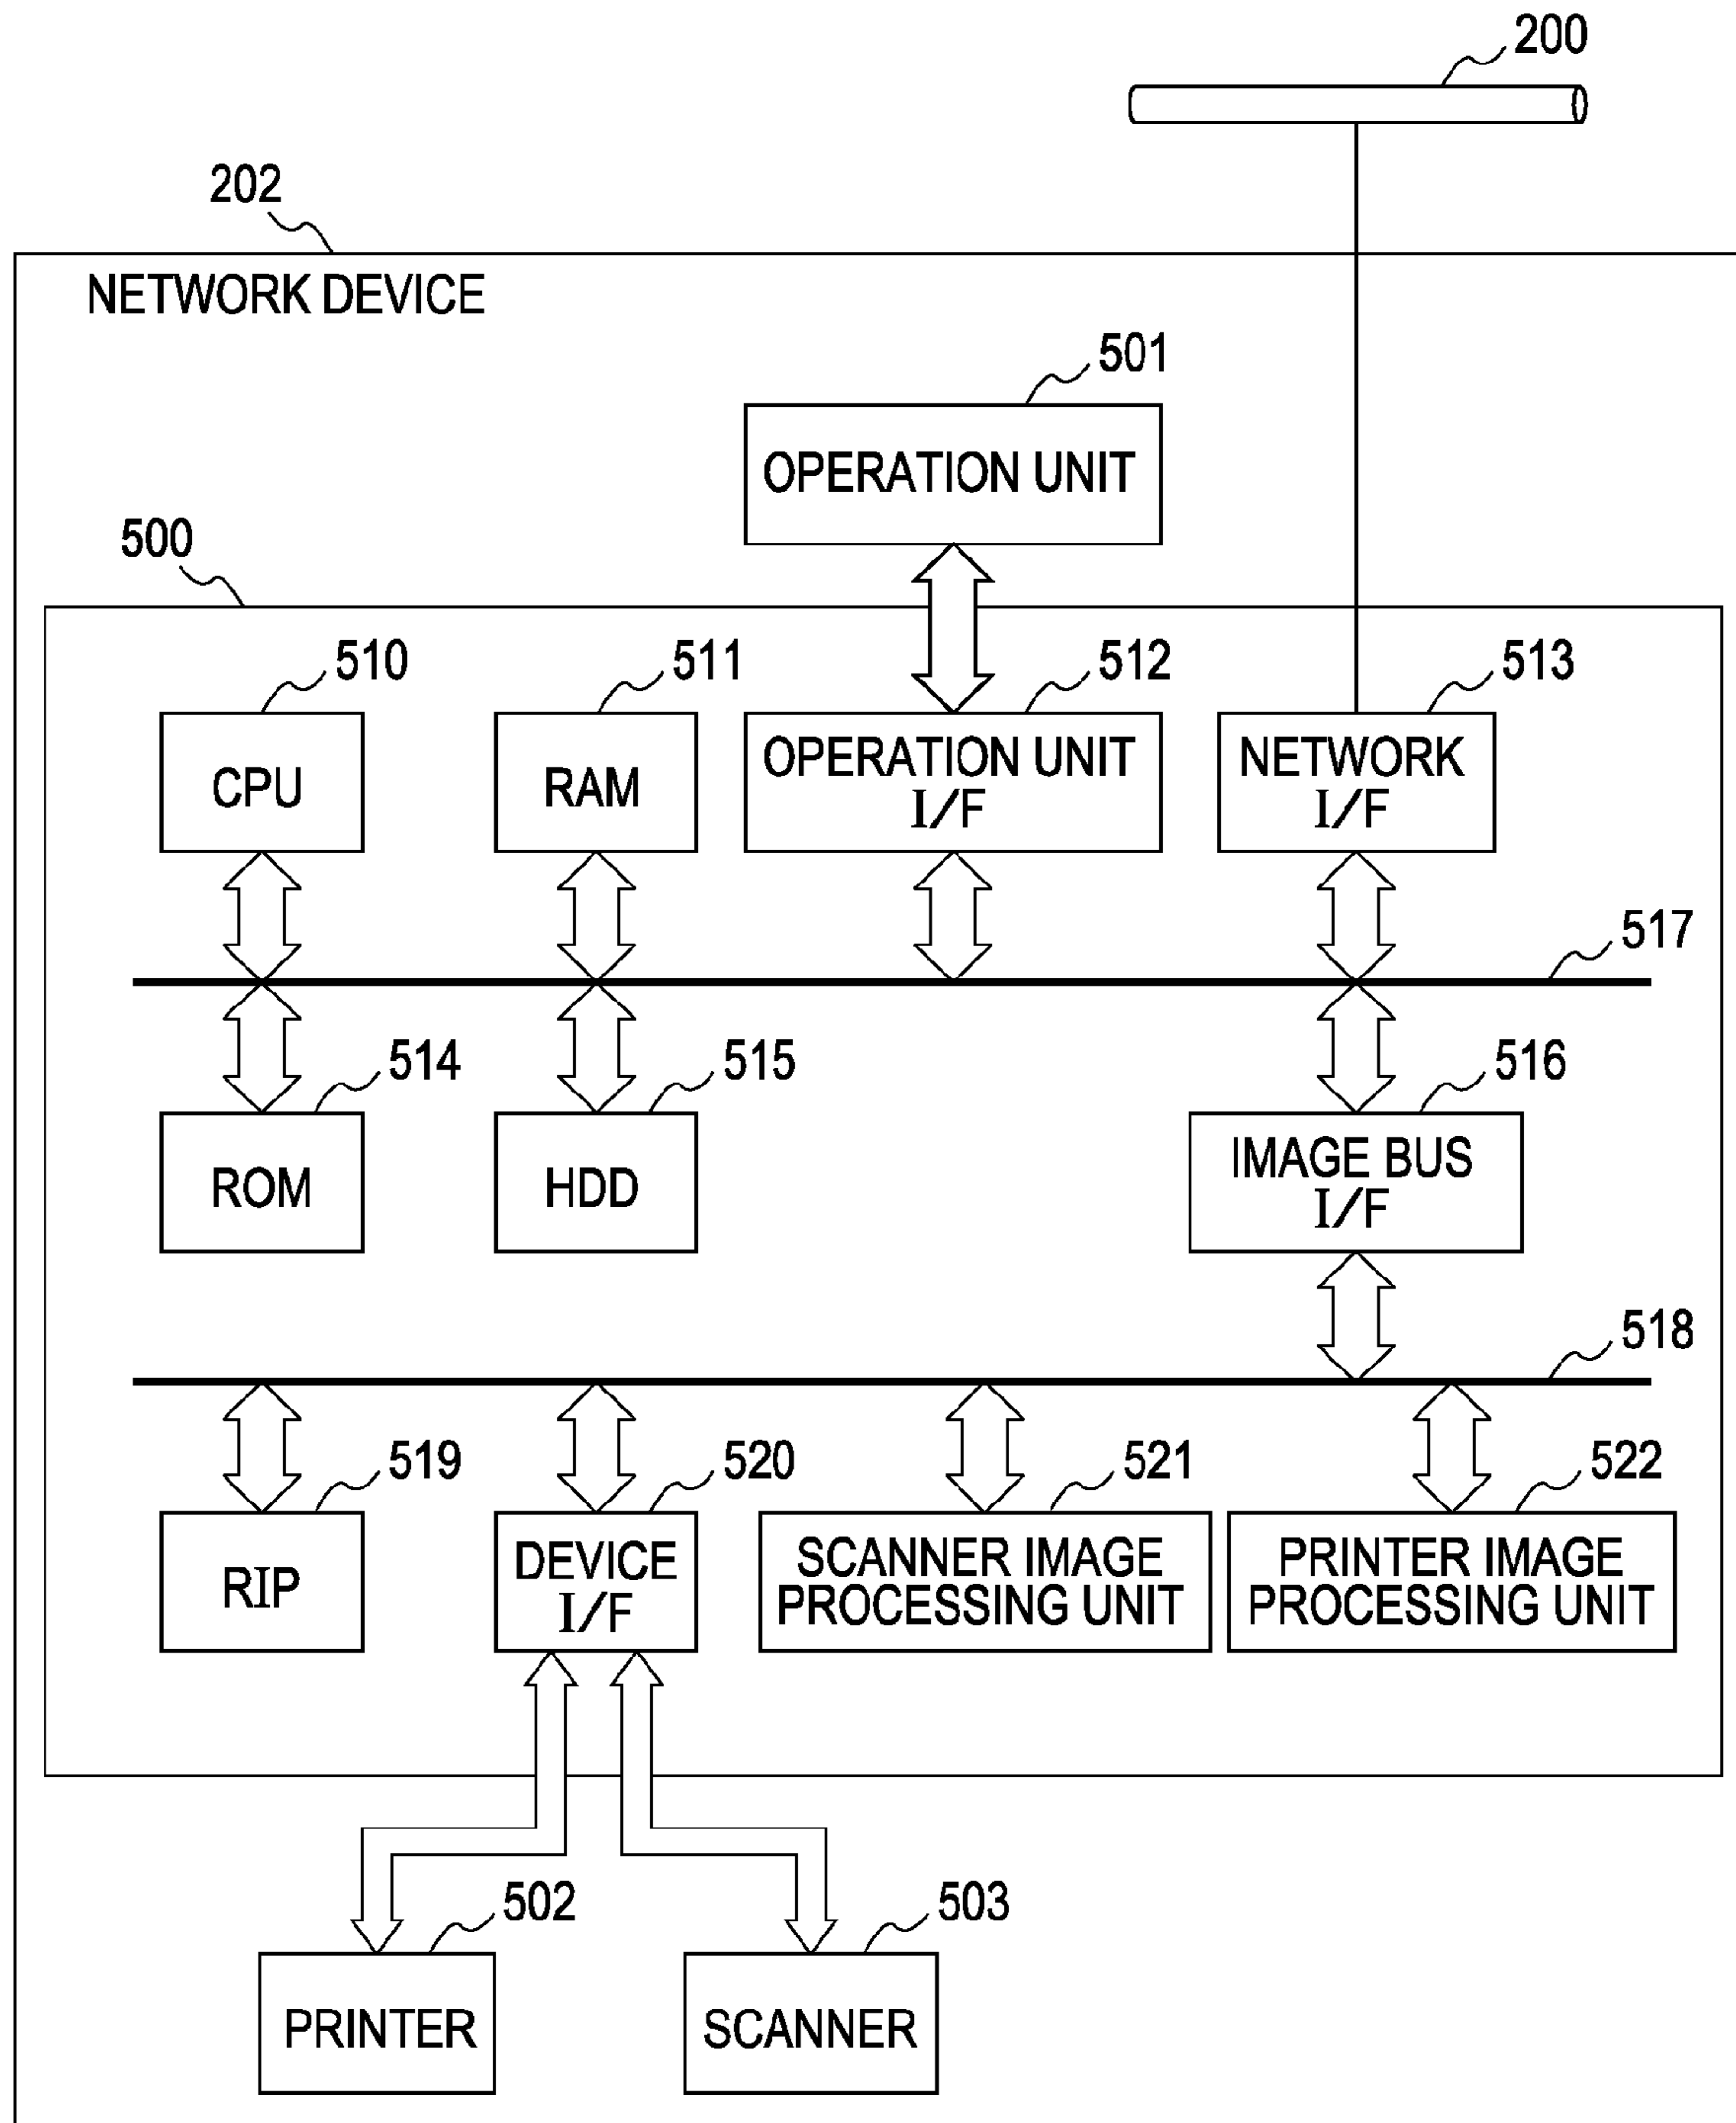 200
202
NETWORK DEVICE
501
OPERATION UNIT
500
510
511
512
513
CPU
RAM
OPERATION UNIT
I/F
NETWORK
I/F
517
514
515
516
ROM
HDD
IMAGE BUS
I/F
518
519
520
521
522
RIP
DEVICE
I/F
SCANNER IMAGE
PROCESSING UNIT
PRINTER IMAGE
PROCESSING UNIT
502
503
PRINTER
SCANNER